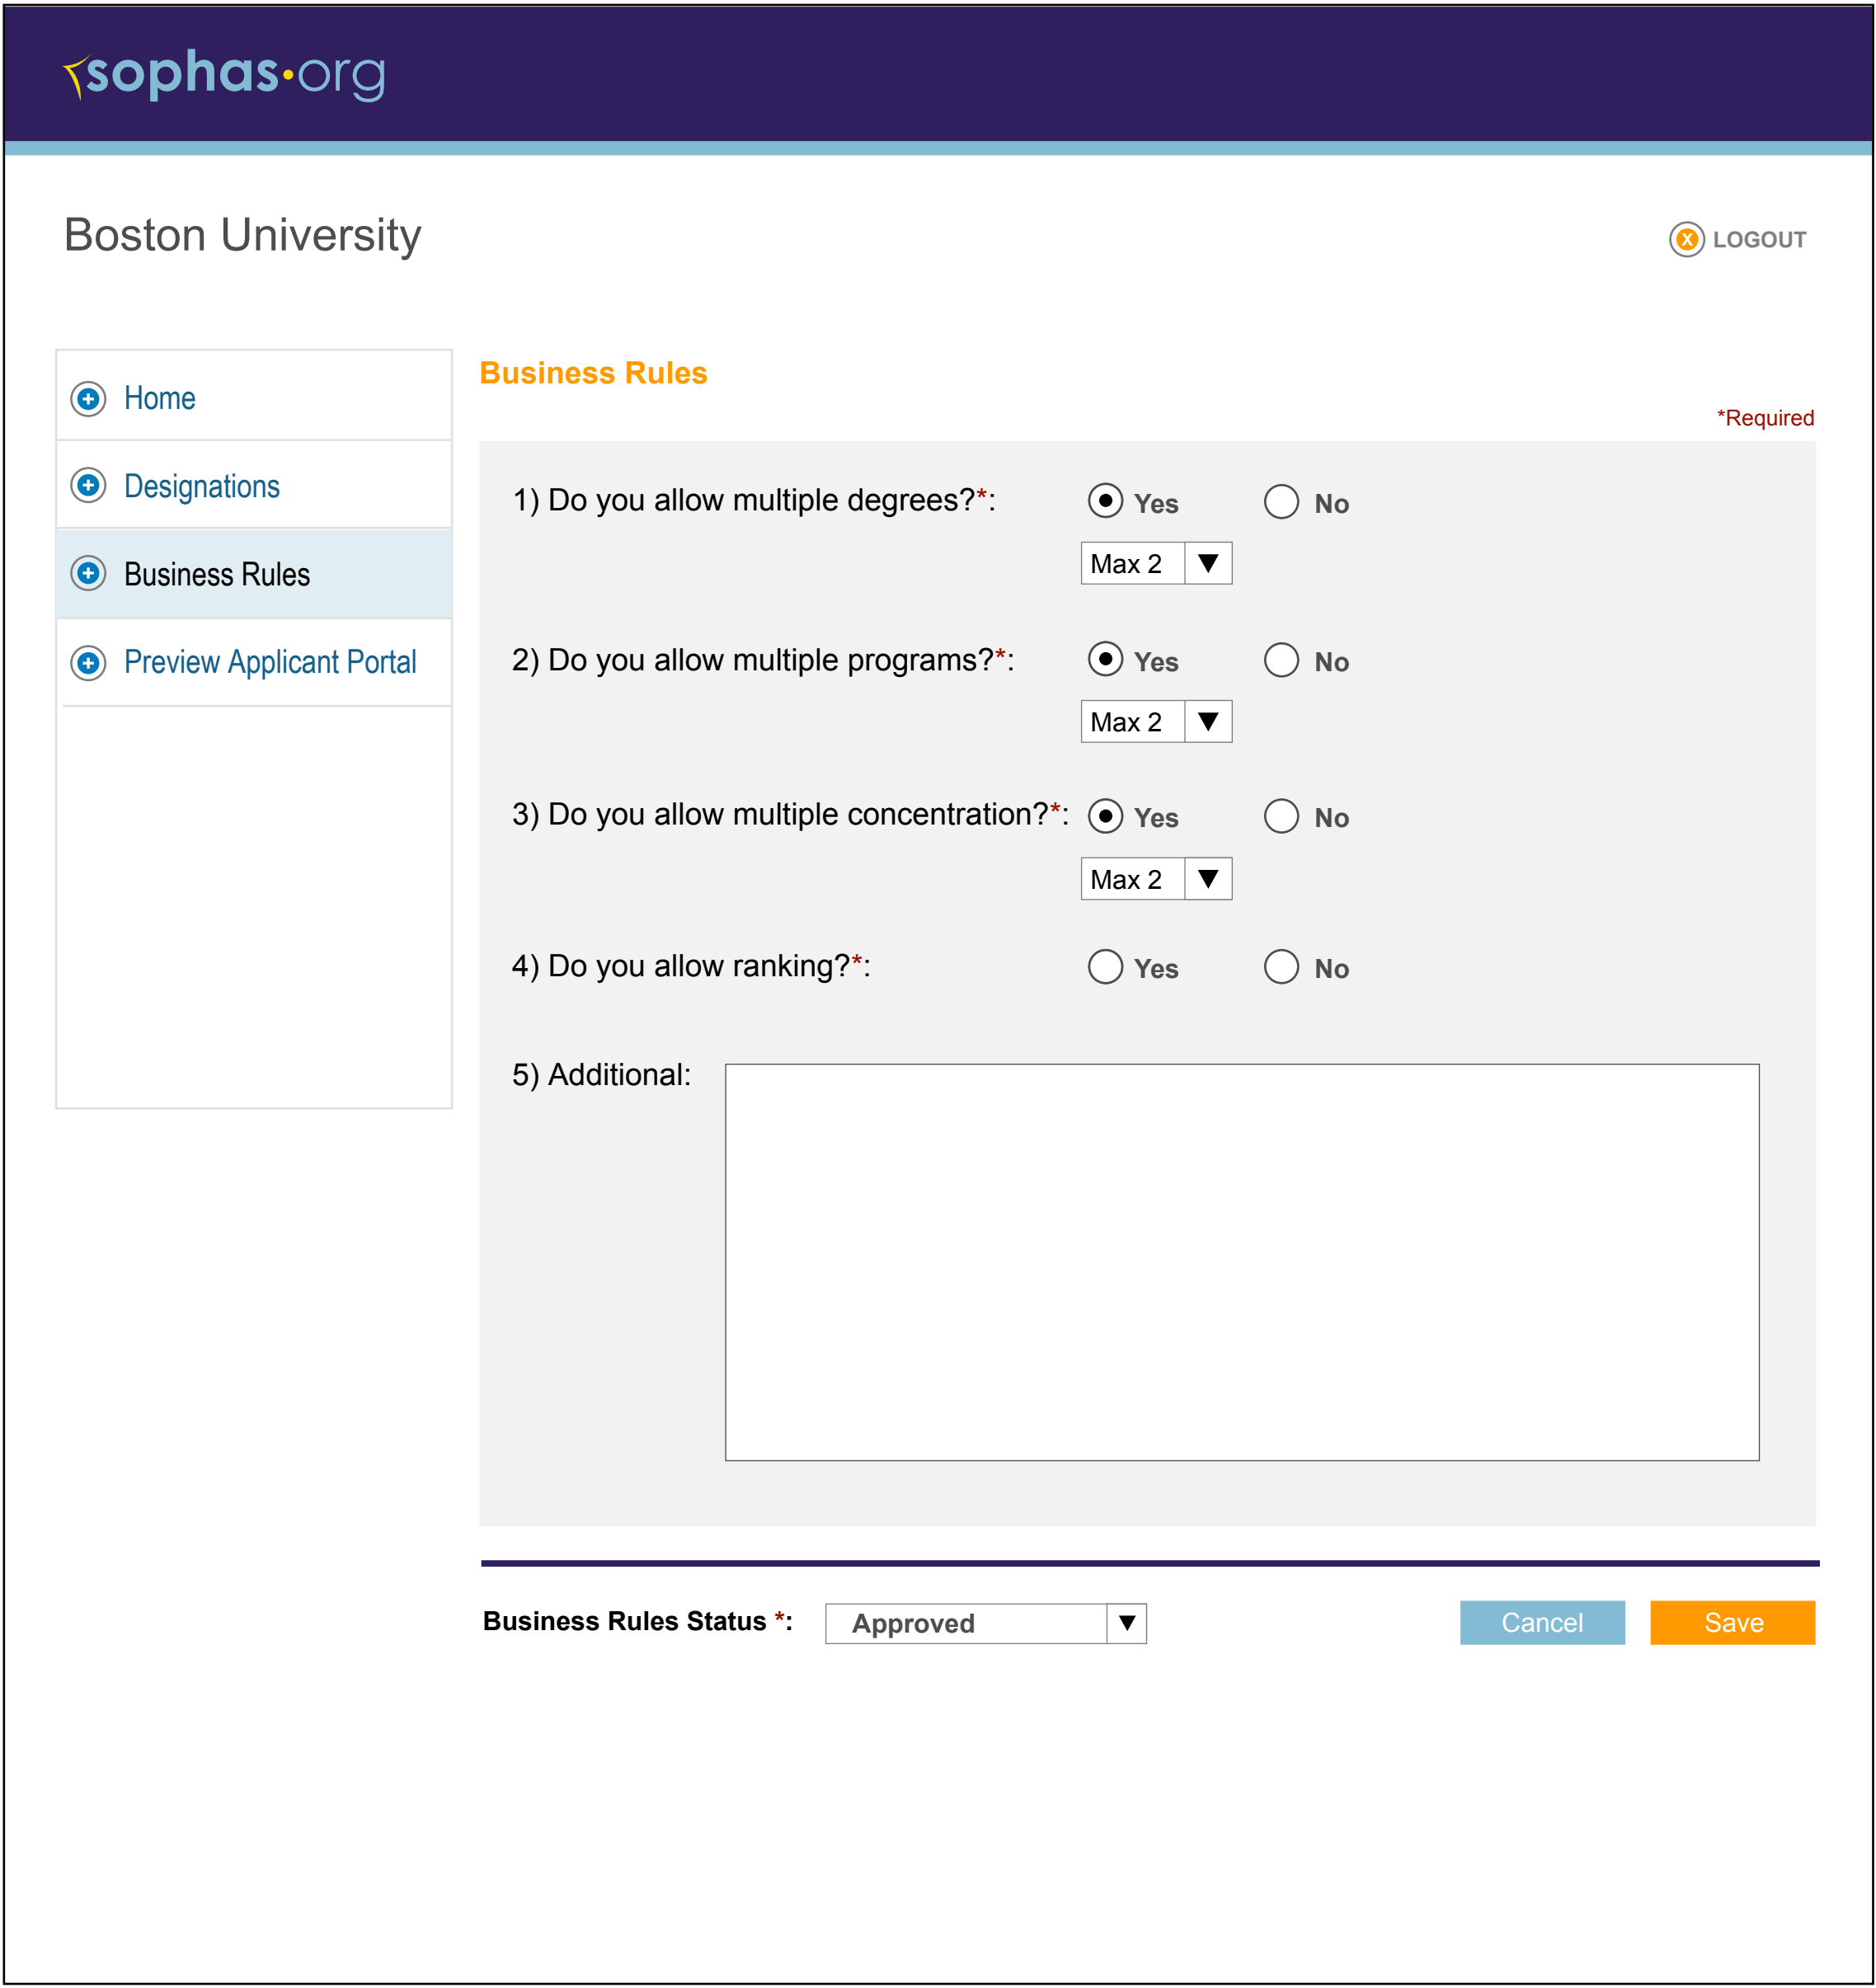 sophas.org
Boston University
X LOGOUT
Home
Designations
Business Rules
Preview Applicant Portal
Business Rules
*Required
1) Do you allow multiple degrees?*: Yes No
Max 2
2) Do you allow multiple programs?*: Yes No
Max 2
3) Do you allow multiple concentration?*: Yes No
Max 2
4) Do you allow ranking?*: Yes No
5) Additional:
Business Rules Status *: Approved Cancel Save